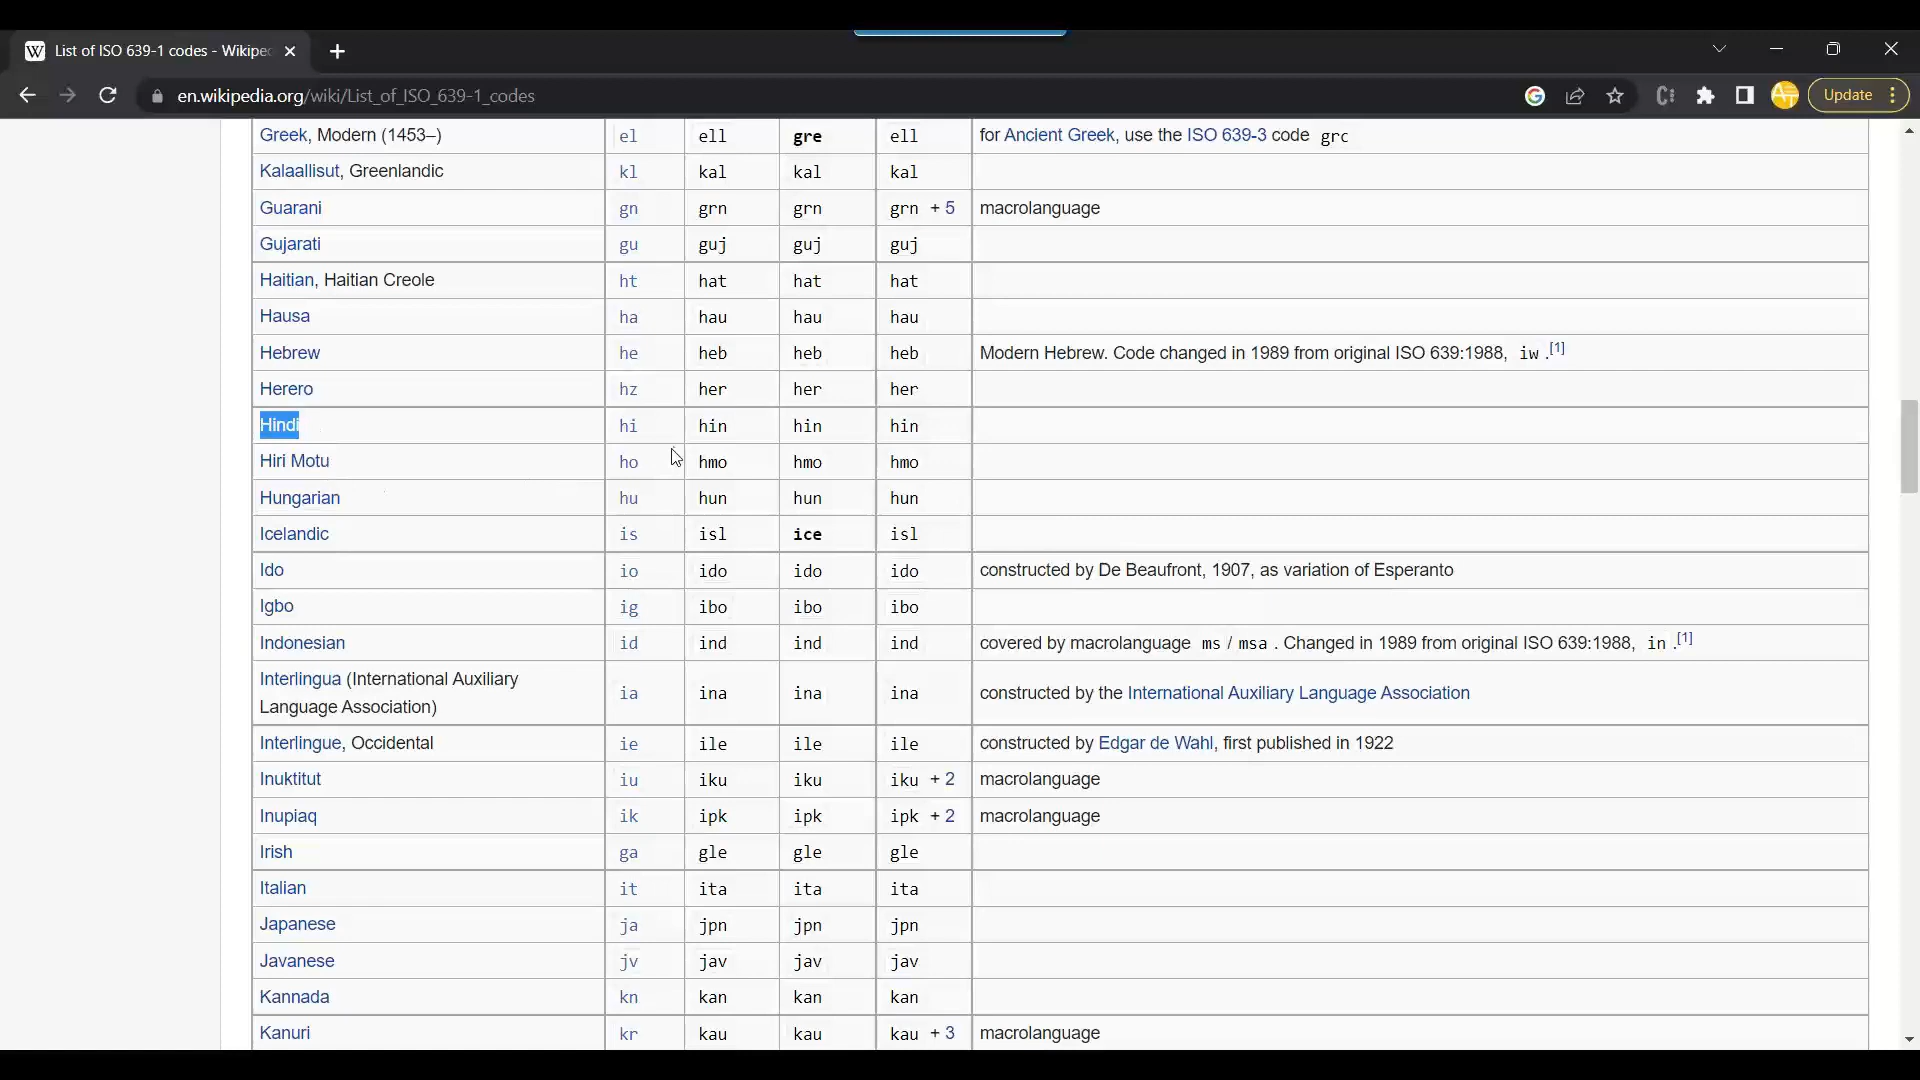 List of ISO 639-1 codes - Wikipe
en.wikipedia.org/wiki/List_of_ISO_639-1_codes
Update
Greek, Modern (1453–) el ell gre ell for Ancient Greek, use the ISO 639-3 code grc
Kalaallisut, Greenlandic kl kal kal kal
Guarani gn grn grn grn + 5 macrolanguage
Gujarati gu guj guj guj
Haitian, Haitian Creole ht hat hat hat
Hausa ha hau hau hau
Hebrew he heb heb heb Modern Hebrew. Code changed in 1989 from original ISO 639:1988, iw .[1]
Herero hz her her her
Hindi hi hin hin hin
Hiri Motu ho hmo hmo hmo
Hungarian hu hun hun hun
Icelandic is isl ice isl
Ido io ido ido ido constructed by De Beaufront, 1907, as variation of Esperanto
Igbo ig ibo ibo ibo
Indonesian id ind ind ind covered by macrolanguage ms / msa . Changed in 1989 from original ISO 639:1988, in .[1]
Interlingua (International Auxiliary
Language Association) ia ina ina ina constructed by the International Auxiliary Language Association
Interlingue, Occidental ie ile ile ile constructed by Edgar de Wahl, first published in 1922
Inuktitut iu iku iku iku + 2 macrolanguage
Inupiaq ik ipk ipk ipk + 2 macrolanguage
Irish ga gle gle gle
Italian it ita ita ita
Japanese ja jpn jpn jpn
Javanese jv jav jav jav
Kannada kn kan kan kan
Kanuri kr kau kau kau + 3 macrolanguage